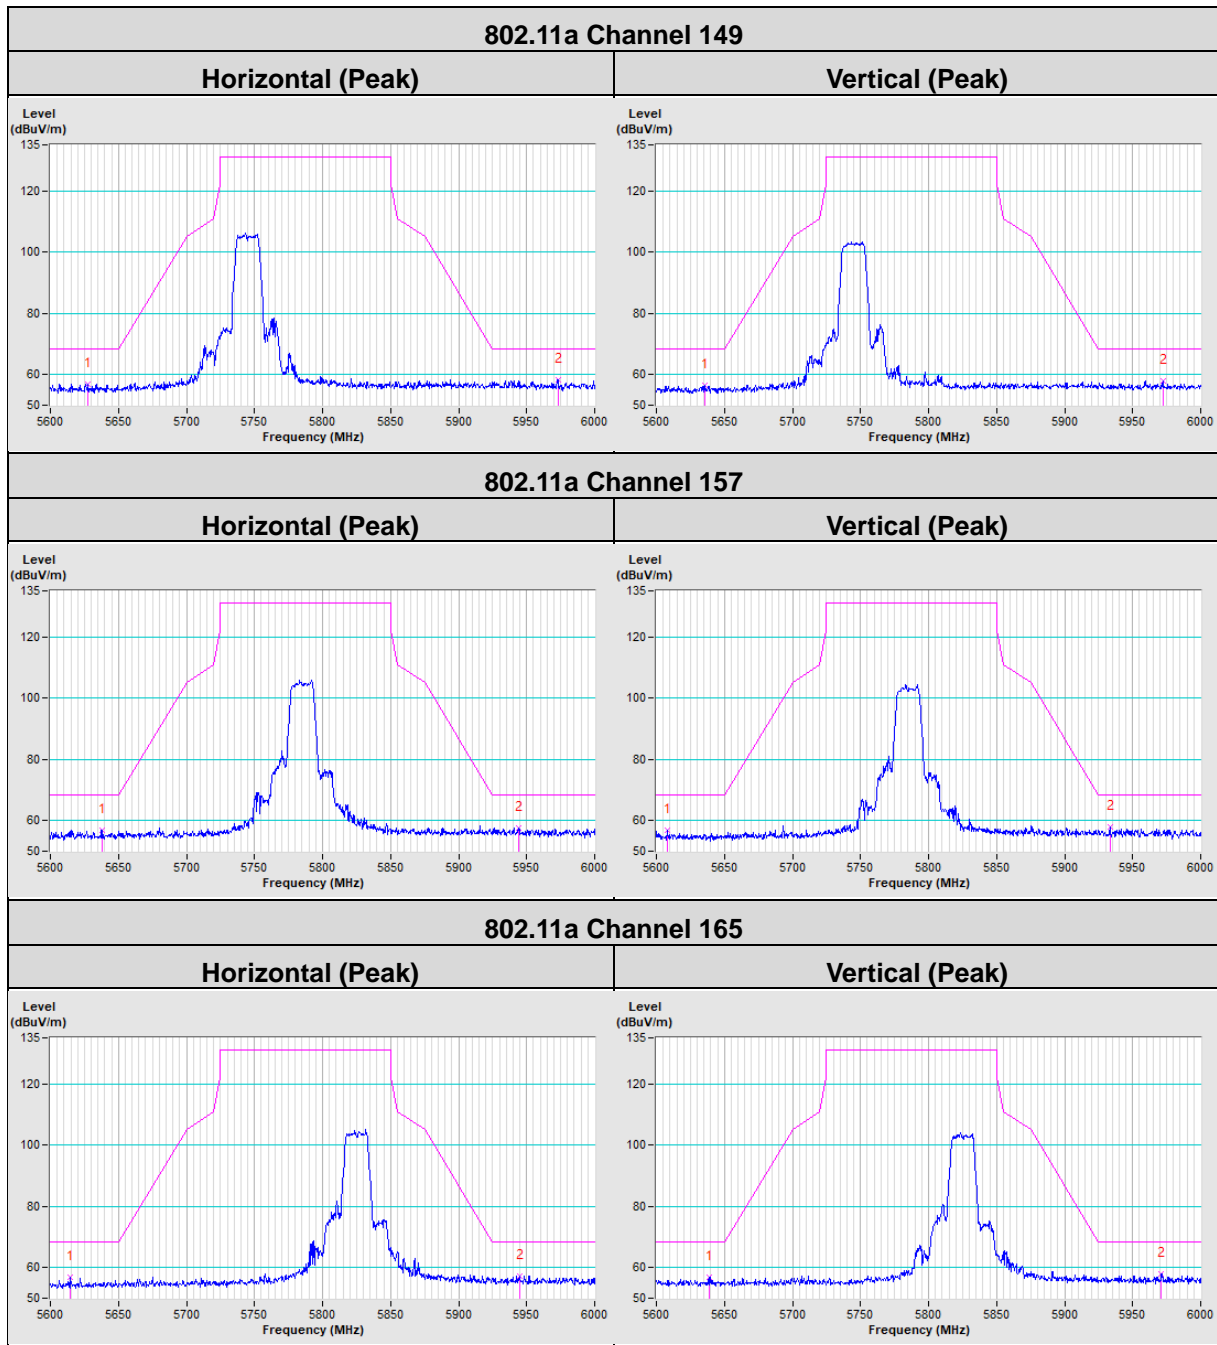 802.11a Channel 149
Horizontal (Peak) Vertical (Peak)
Level Level
(dBuV/m) (dBuV/m)
135 135
120 120
100 100
80 80
1 2 1 2
60 60
50 50
5600 5650 5700 5750 5800 5850 5900 5950 6000 5600 5650 5700 5750 5800 5850 5900 5950 6000
Frequency (MHz) Frequency (MHz)
802.11a Channel 157
Horizontal (Peak) Vertical (Peak)
Level Level
(dBuV/m) (dBuV/m)
135 135
120 120
100 100
80 80
1 2 1 2
60 60
50 50
5600 5650 5700 5750 5800 5850 5900 5950 6000 5600 5650 5700 5750 5800 5850 5900 5950 6000
Frequency (MHz) Frequency (MHz)
802.11a Channel 165
Horizontal (Peak) Vertical (Peak)
Level Level
(dBuV/m) (dBuV/m)
135 135
120 120
100 100
80 80
1 2 1 2
60 60
50 50
5600 5650 5700 5750 5800 5850 5900 5950 6000 5600 5650 5700 5750 5800 5850 5900 5950 6000
Frequency (MHz) Frequency (MHz)